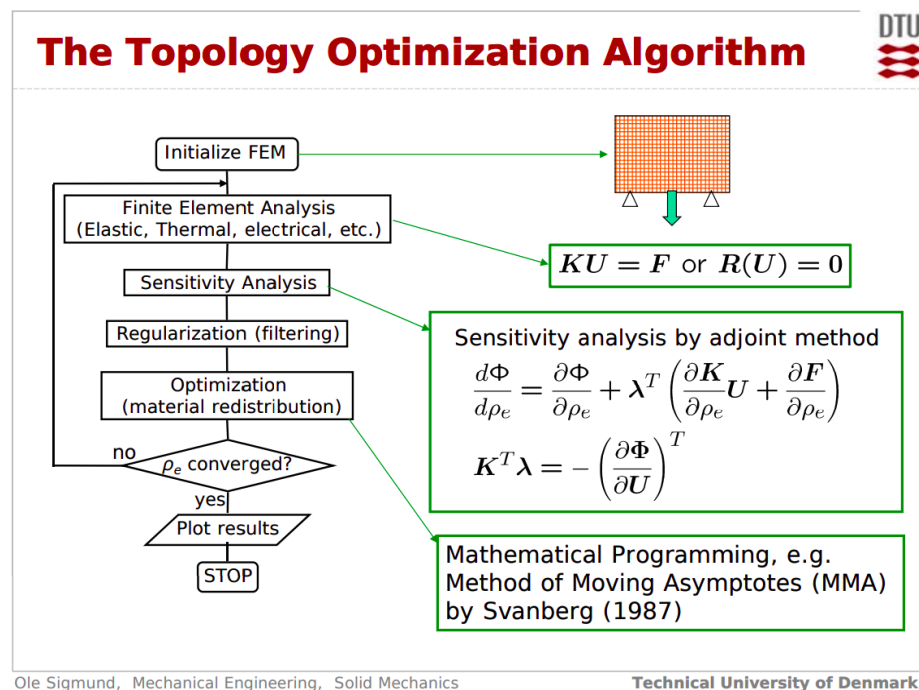 The Topology Optimization Algorithm
DTU
Initialize FEM
Finite Element Analysis
(Elastic, Thermal, electrical, etc.)
KU = F or R(U) = 0
Sensitivity Analysis
Regularization (filtering)
Optimization
(material redistribution)
no
ρₑ converged?
yes
Plot results
STOP
Sensitivity analysis by adjoint method
dΦ/dρₑ = ∂Φ/∂ρₑ + λᵀ (∂K/∂ρₑ U + ∂F/∂ρₑ)
Kᵀλ = −(∂Φ/∂U)ᵀ
Mathematical Programming, e.g.
Method of Moving Asymptotes (MMA)
by Svanberg (1987)
Ole Sigmund, Mechanical Engineering, Solid Mechanics
Technical University of Denmark